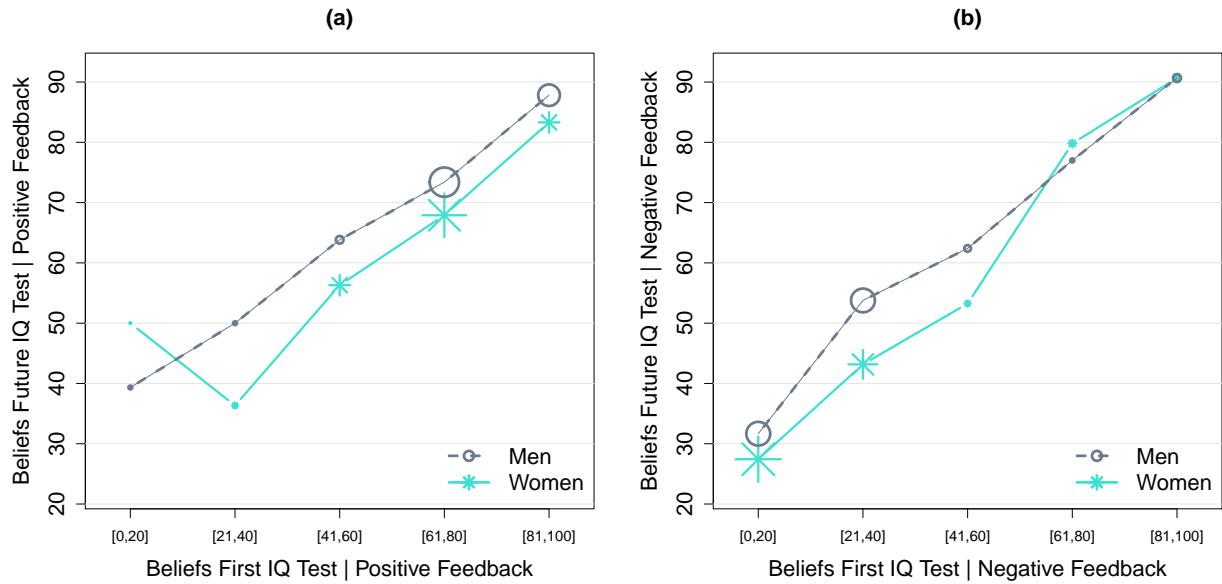 (a)
Beliefs Future IQ Test | Positive Feedback
90
80
70
60
50
40
30
20
Men
Women
[0,20] [21,40] [41,60] [61,80] [81,100]
Beliefs First IQ Test | Positive Feedback
(b)
Beliefs Future IQ Test | Negative Feedback
90
80
70
60
50
40
30
20
Men
Women
[0,20] [21,40] [41,60] [61,80] [81,100]
Beliefs First IQ Test | Negative Feedback